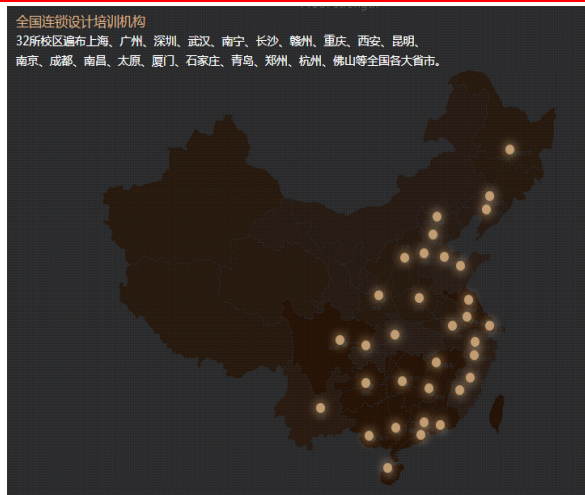 全国连锁设计培训机构
32所校区遍布上海、广州、深圳、武汉、南宁、长沙、赣州、重庆、西安、昆明、
南京、成都、南昌、太原、厦门、石家庄、青岛、郑州、杭州、佛山等全国各大省市。